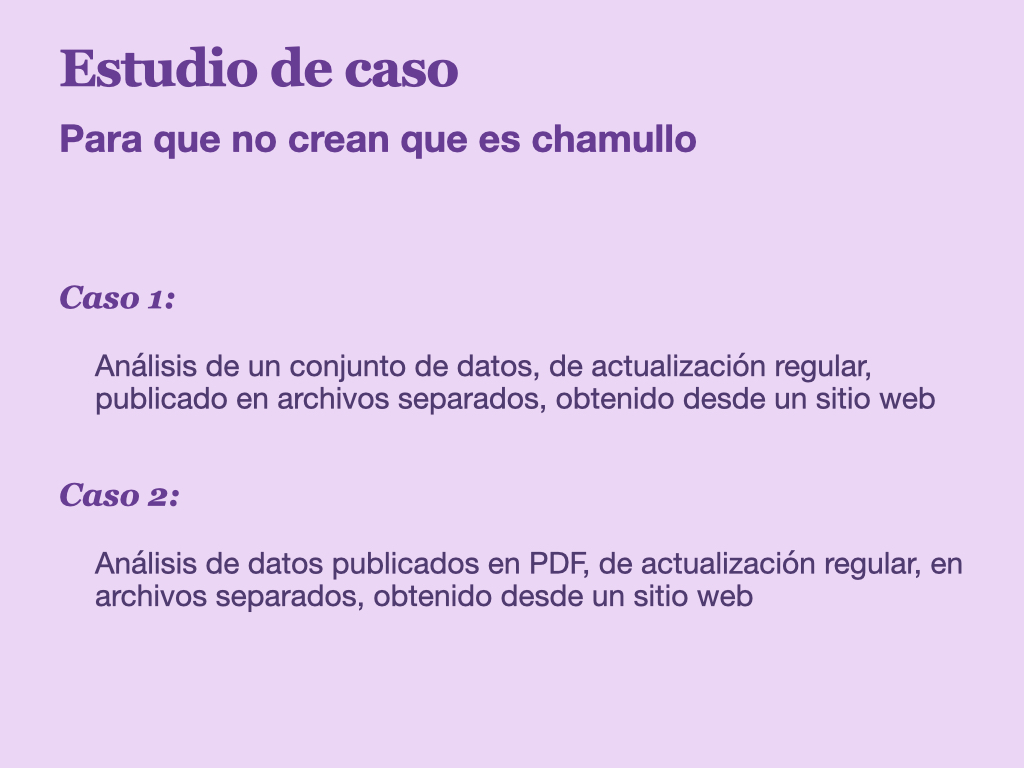 Estudio de caso
Para que no crean que es chamullo
Caso 1:
Análisis de un conjunto de datos, de actualización regular,
publicado en archivos separados, obtenido desde un sitio web
Caso 2:
Análisis de datos publicados en PDF, de actualización regular, en
archivos separados, obtenido desde un sitio web